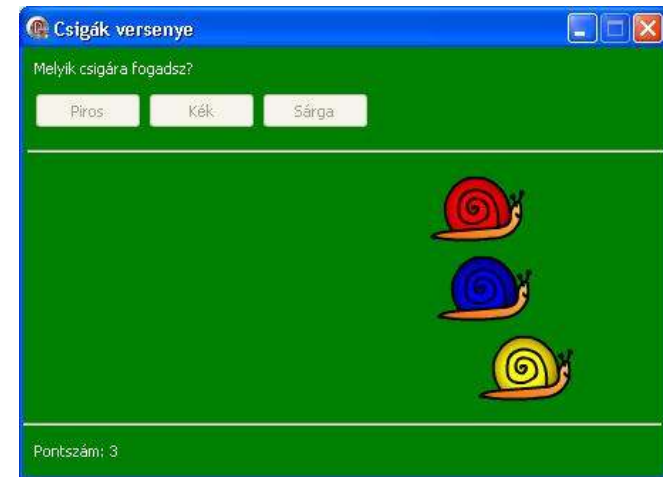 Csigák versenye
Melyik csigára fogadsz?
Piros Kék Sárga
Pontszám: 3